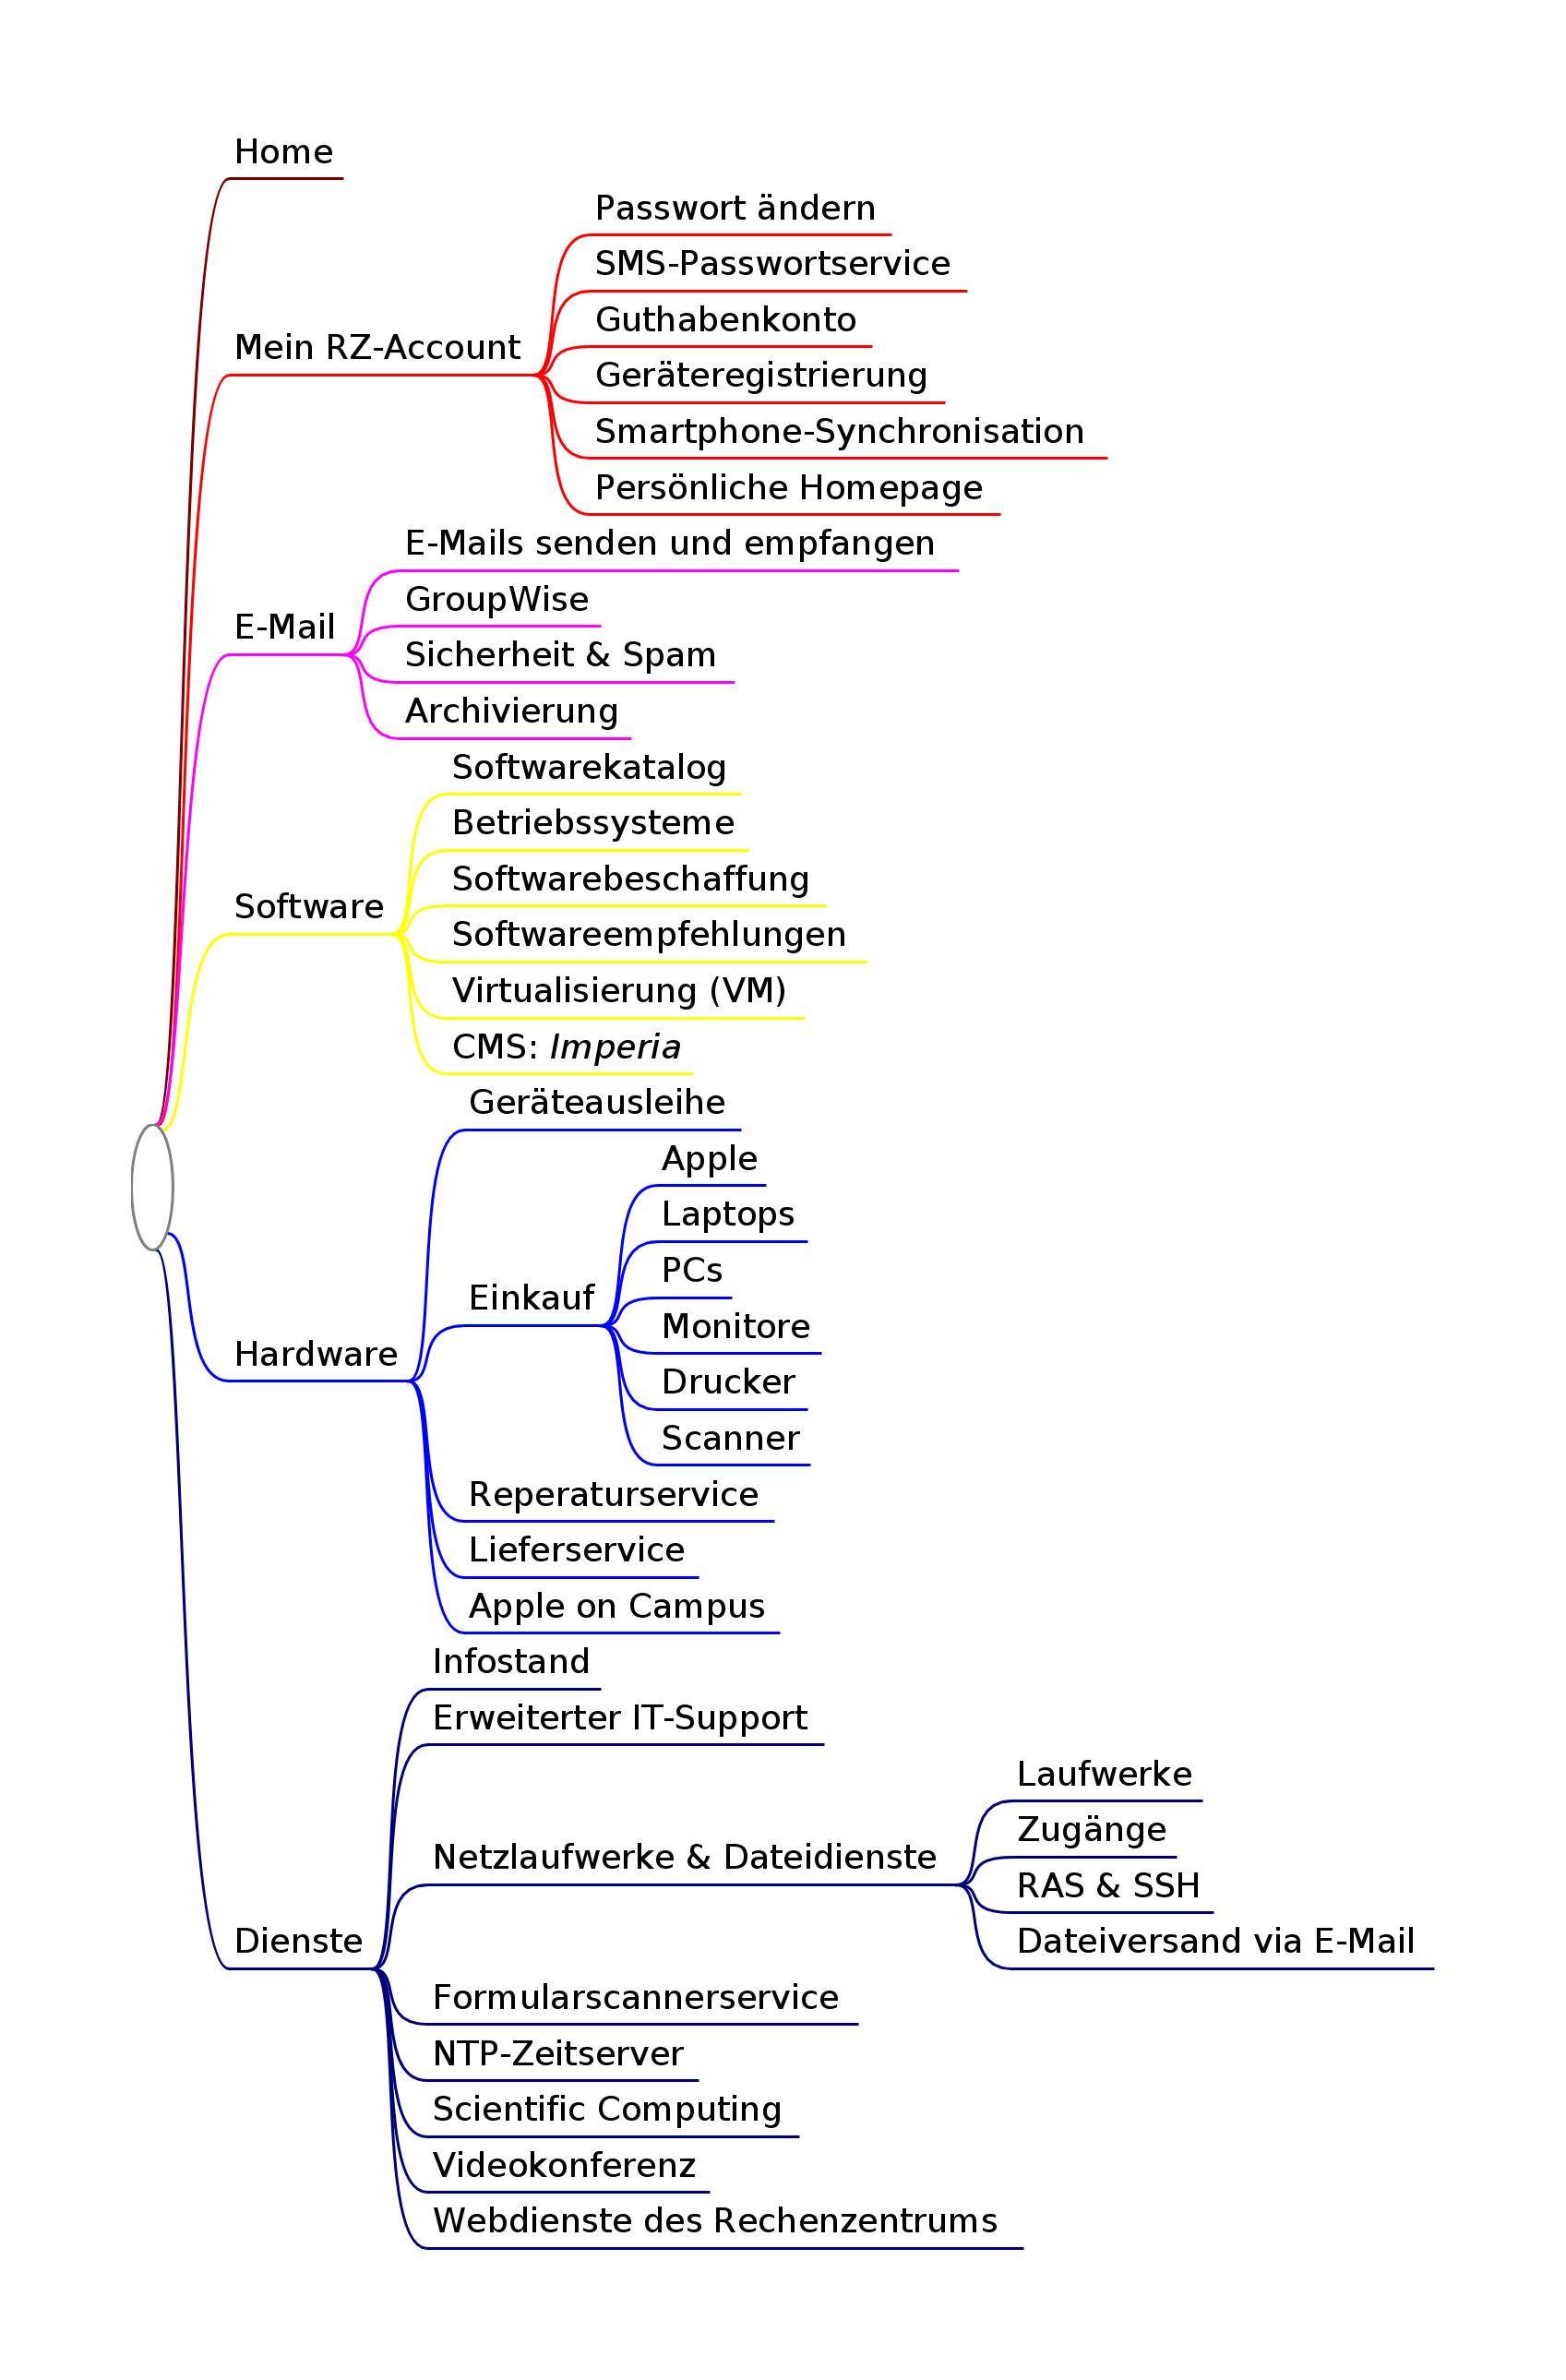 Home
Passwort ändern
SMS-Passwortservice
Guthabenkonto
Mein RZ-Account
Geräteregistrierung
Smartphone-Synchronisation
Persönliche Homepage
E-Mails senden und empfangen
GroupWise
E-Mail
Sicherheit & Spam
Archivierung
Softwarekatalog
Betriebssysteme
Softwarebeschaffung
Software
Softwareempfehlungen
Virtualisierung (VM)
CMS: Imperia
Geräteausleihe
Apple
Laptops
PCs
Einkauf
Monitore
Hardware
Drucker
Scanner
Reperaturservice
Lieferservice
Apple on Campus
Infostand
Erweiterter IT-Support
Laufwerke
Zugänge
Netzlaufwerke & Dateidienste
RAS & SSH
Dienste
Dateiversand via E-Mail
Formularscannerservice
NTP-Zeitserver
Scientific Computing
Videokonferenz
Webdienste des Rechenzentrums